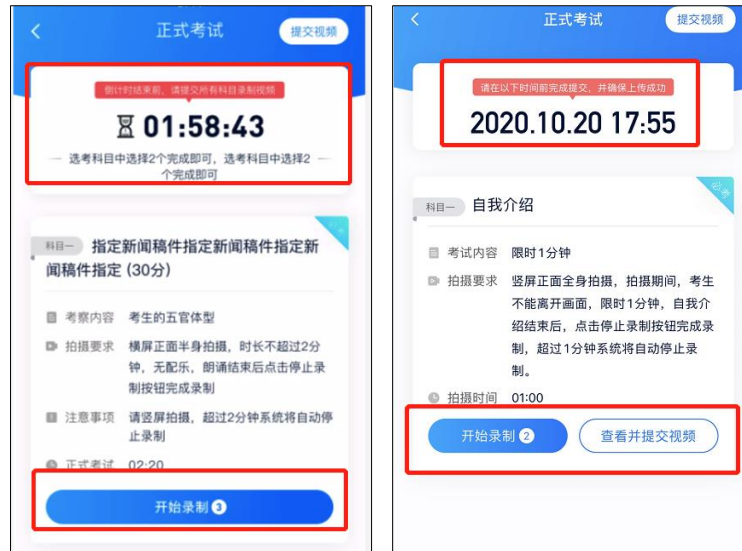 正式考试
提交视频
倒计时结束前，请提交所有科目录制视频
01:58:43
选考科目中选择2个完成即可，选考科目中选择2
个完成即可
必考
科目一 指定新闻稿件指定新闻稿件指定新
闻稿件指定 (30分)
考察内容 考生的五官体型
拍摄要求 横屏正面半身拍摄，时长不超过2分
钟，无配乐，朗诵结束后点击停止录
制按钮完成录制
注意事项 请竖屏拍摄，超过2分钟系统将自动停
止录制
正式考试 02:20
开始录制 3
正式考试
提交视频
请在以下时间前完成提交，并确保上传成功
2020.10.20 17:55
必考
科目一 自我介绍
考试内容 限时1分钟
拍摄要求 竖屏正面全身拍摄，拍摄期间，考生
不能离开画面，限时1分钟，自我介
绍结束后，点击停止录制按钮完成录
制，超过1分钟系统将自动停止录
制。
拍摄时间 01:00
开始录制 2
查看并提交视频